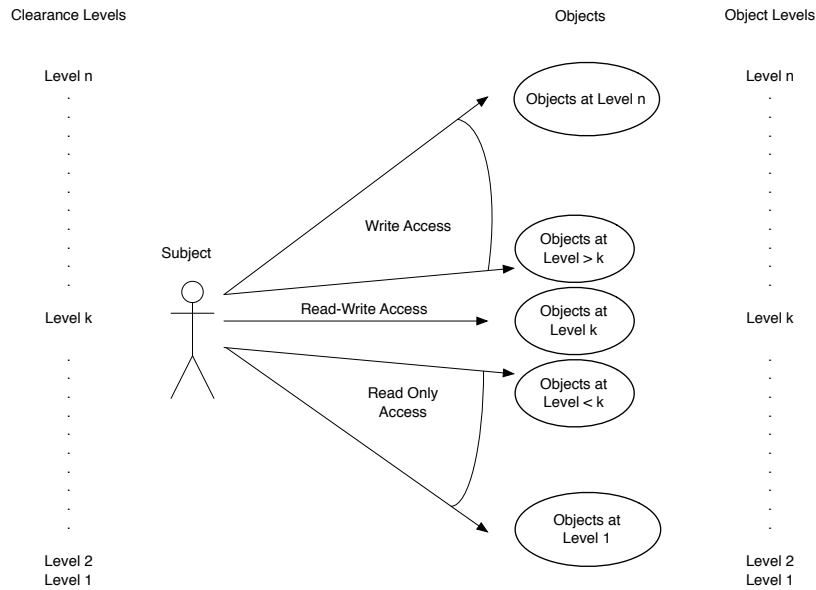 Clearance Levels
Objects
Object Levels
Level n
Objects at Level n
Level n
Write Access
Subject
Objects at
Level > k
Level k
Read-Write Access
Objects at
Level k
Level k
Read Only
Access
Objects at
Level < k
Objects at
Level 1
Level 2
Level 1
Level 2
Level 1